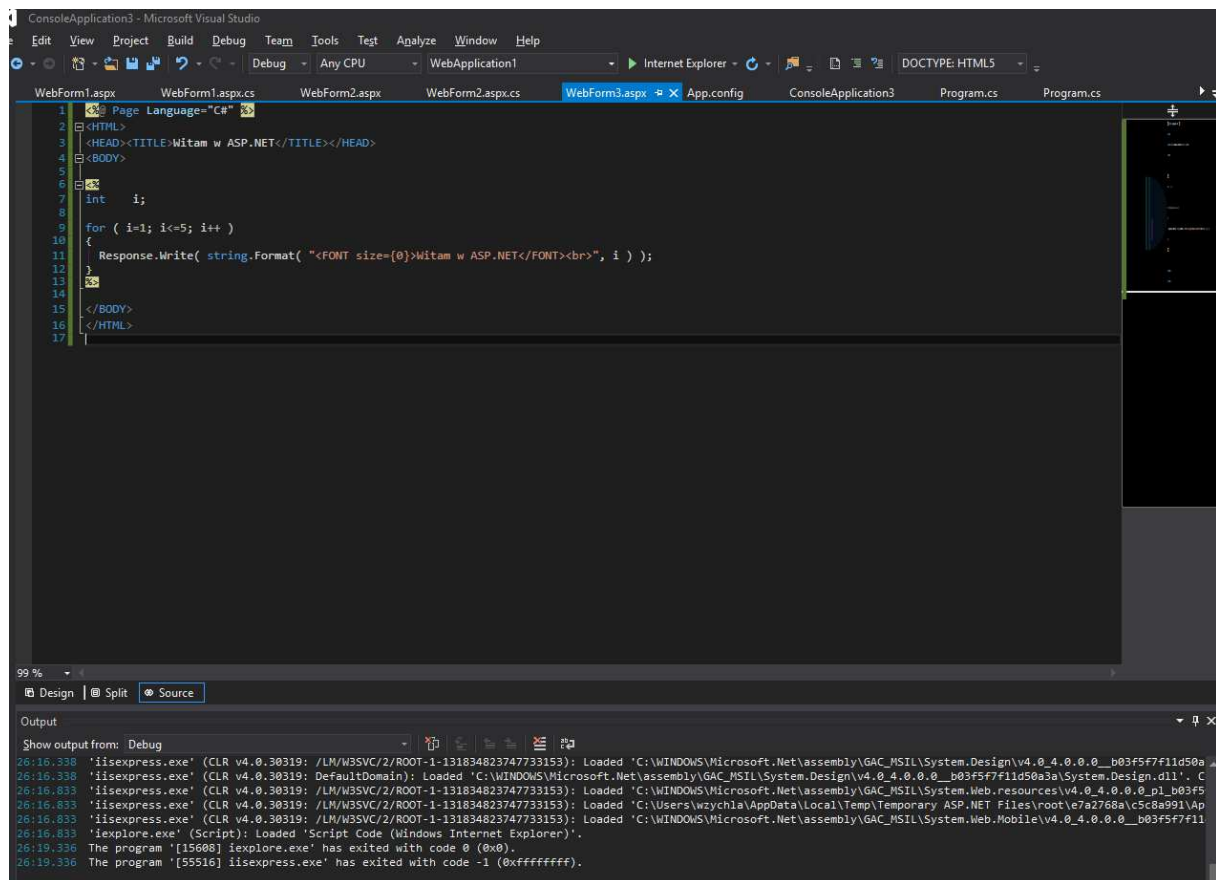 ConsoleApplication3 - Microsoft Visual Studio
Edit View Project Build Debug Team Tools Test Analyze Window Help
Debug Any CPU WebApplication1 Internet Explorer DOCTYPE: HTML5
WebForm1.aspx WebForm1.aspx.cs WebForm2.aspx WebForm2.aspx.cs WebForm3.aspx App.config ConsoleApplication3 Program.cs Program.cs
1 <%@ Page Language="C#" %>
2 <HTML>
3 <HEAD><TITLE>Witam w ASP.NET</TITLE></HEAD>
4 <BODY>
5
6 <%
7 int    i;
8
9 for ( i=1; i<=5; i++ )
10 {
11   Response.Write( string.Format( "<FONT size={0}>Witam w ASP.NET</FONT><br>", i ) );
12 }
13 %>
14
15 </BODY>
16 </HTML>
17
99 %
Design Split Source
Output
Show output from: Debug
26:16.338 'iisexpress.exe' (CLR v4.0.30319: /LM/W3SVC/2/ROOT-1-131834823747733153): Loaded 'C:\WINDOWS\Microsoft.Net\assembly\GAC_MSIL\System.Design\v4.0_4.0.0.0__b03f5f7f11d50a
26:16.338 'iisexpress.exe' (CLR v4.0.30319: DefaultDomain): Loaded 'C:\WINDOWS\Microsoft.Net\assembly\GAC_MSIL\System.Design\v4.0_4.0.0.0__b03f5f7f11d50a3a\System.Design.dll'. C
26:16.833 'iisexpress.exe' (CLR v4.0.30319: /LM/W3SVC/2/ROOT-1-131834823747733153): Loaded 'C:\WINDOWS\Microsoft.Net\assembly\GAC_MSIL\System.Web.resources\v4.0_4.0.0.0_pl_b03f5
26:16.833 'iisexpress.exe' (CLR v4.0.30319: /LM/W3SVC/2/ROOT-1-131834823747733153): Loaded 'C:\Users\wzychla\AppData\Local\Temp\Temporary ASP.NET Files\root\e7a2768a\c5c8a991\Ap
26:16.833 'iisexpress.exe' (CLR v4.0.30319: /LM/W3SVC/2/ROOT-1-131834823747733153): Loaded 'C:\WINDOWS\Microsoft.Net\assembly\GAC_MSIL\System.Web.Mobile\v4.0_4.0.0.0__b03f5f7f11
26:16.833 'iexplore.exe' (Script): Loaded 'Script Code (Windows Internet Explorer)'.
26:19.336 The program '[15608] iexplore.exe' has exited with code 0 (0x0).
26:19.336 The program '[55516] iisexpress.exe' has exited with code -1 (0xffffffff).